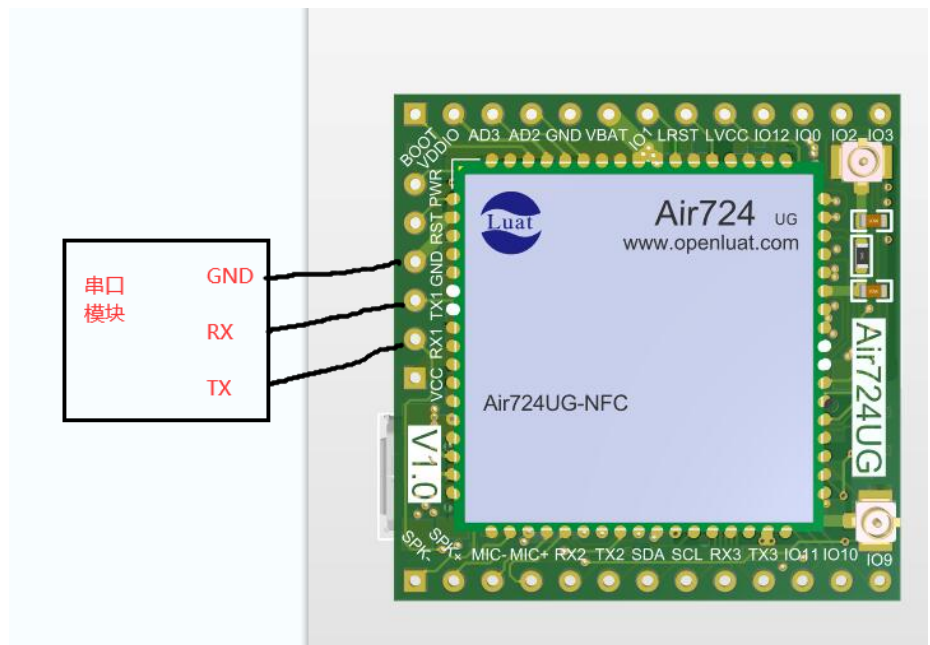 BOOT
VDDIO
AD3 AD2 GND VBAT IO1 LRST LVCC IO12 IO0 IO2 IO3
PWR
RST
GND
TX1
RX1
VCC
串口
模块
GND
RX
TX
Luat
Air724 UG
www.openluat.com
Air724UG-NFC
Air724UG
V1.0
SPK- SPK+ MIC- MIC+ RX2 TX2 SDA SCL RX3 TX3 IO11 IO10 IO9